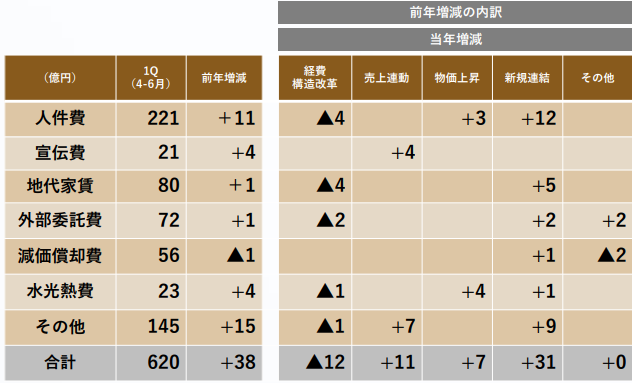 前年増減の内訳
当年増減
（億円） 1Q（4-6月） 前年増減 経費構造改革 売上連動 物価上昇 新規連結 その他
人件費 221 +11 ▲4 +3 +12
宣伝費 21 +4 +4
地代家賃 80 +1 ▲4 +5
外部委託費 72 +1 ▲2 +2 +2
減価償却費 56 ▲1 +1 ▲2
水光熱費 23 +4 ▲1 +4 +1
その他 145 +15 ▲1 +7 +9
合計 620 +38 ▲12 +11 +7 +31 +0